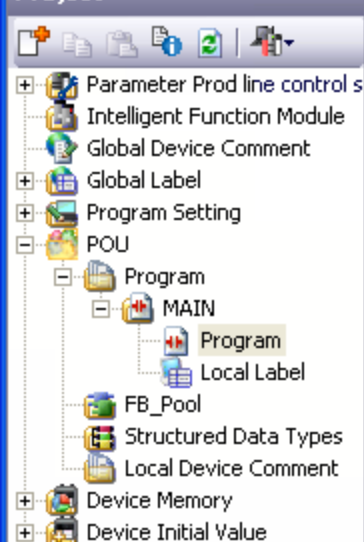 Parameter Prod line control s
Intelligent Function Module
Global Device Comment
Global Label
Program Setting
POU
Program
MAIN
Program
Local Label
FB_Pool
Structured Data Types
Local Device Comment
Device Memory
Device Initial Value